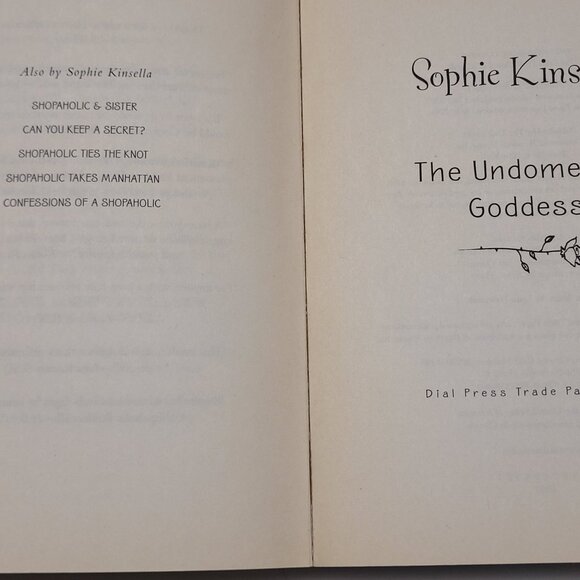 Also by Sophie Kinsella
SHOPAHOLIC & SISTER
CAN YOU KEEP A SECRET?
SHOPAHOLIC TIES THE KNOT
SHOPAHOLIC TAKES MANHATTAN
CONFESSIONS OF A SHOPAHOLIC
Sophie Kins
The Undome
Goddess
Dial Press Trade Pa